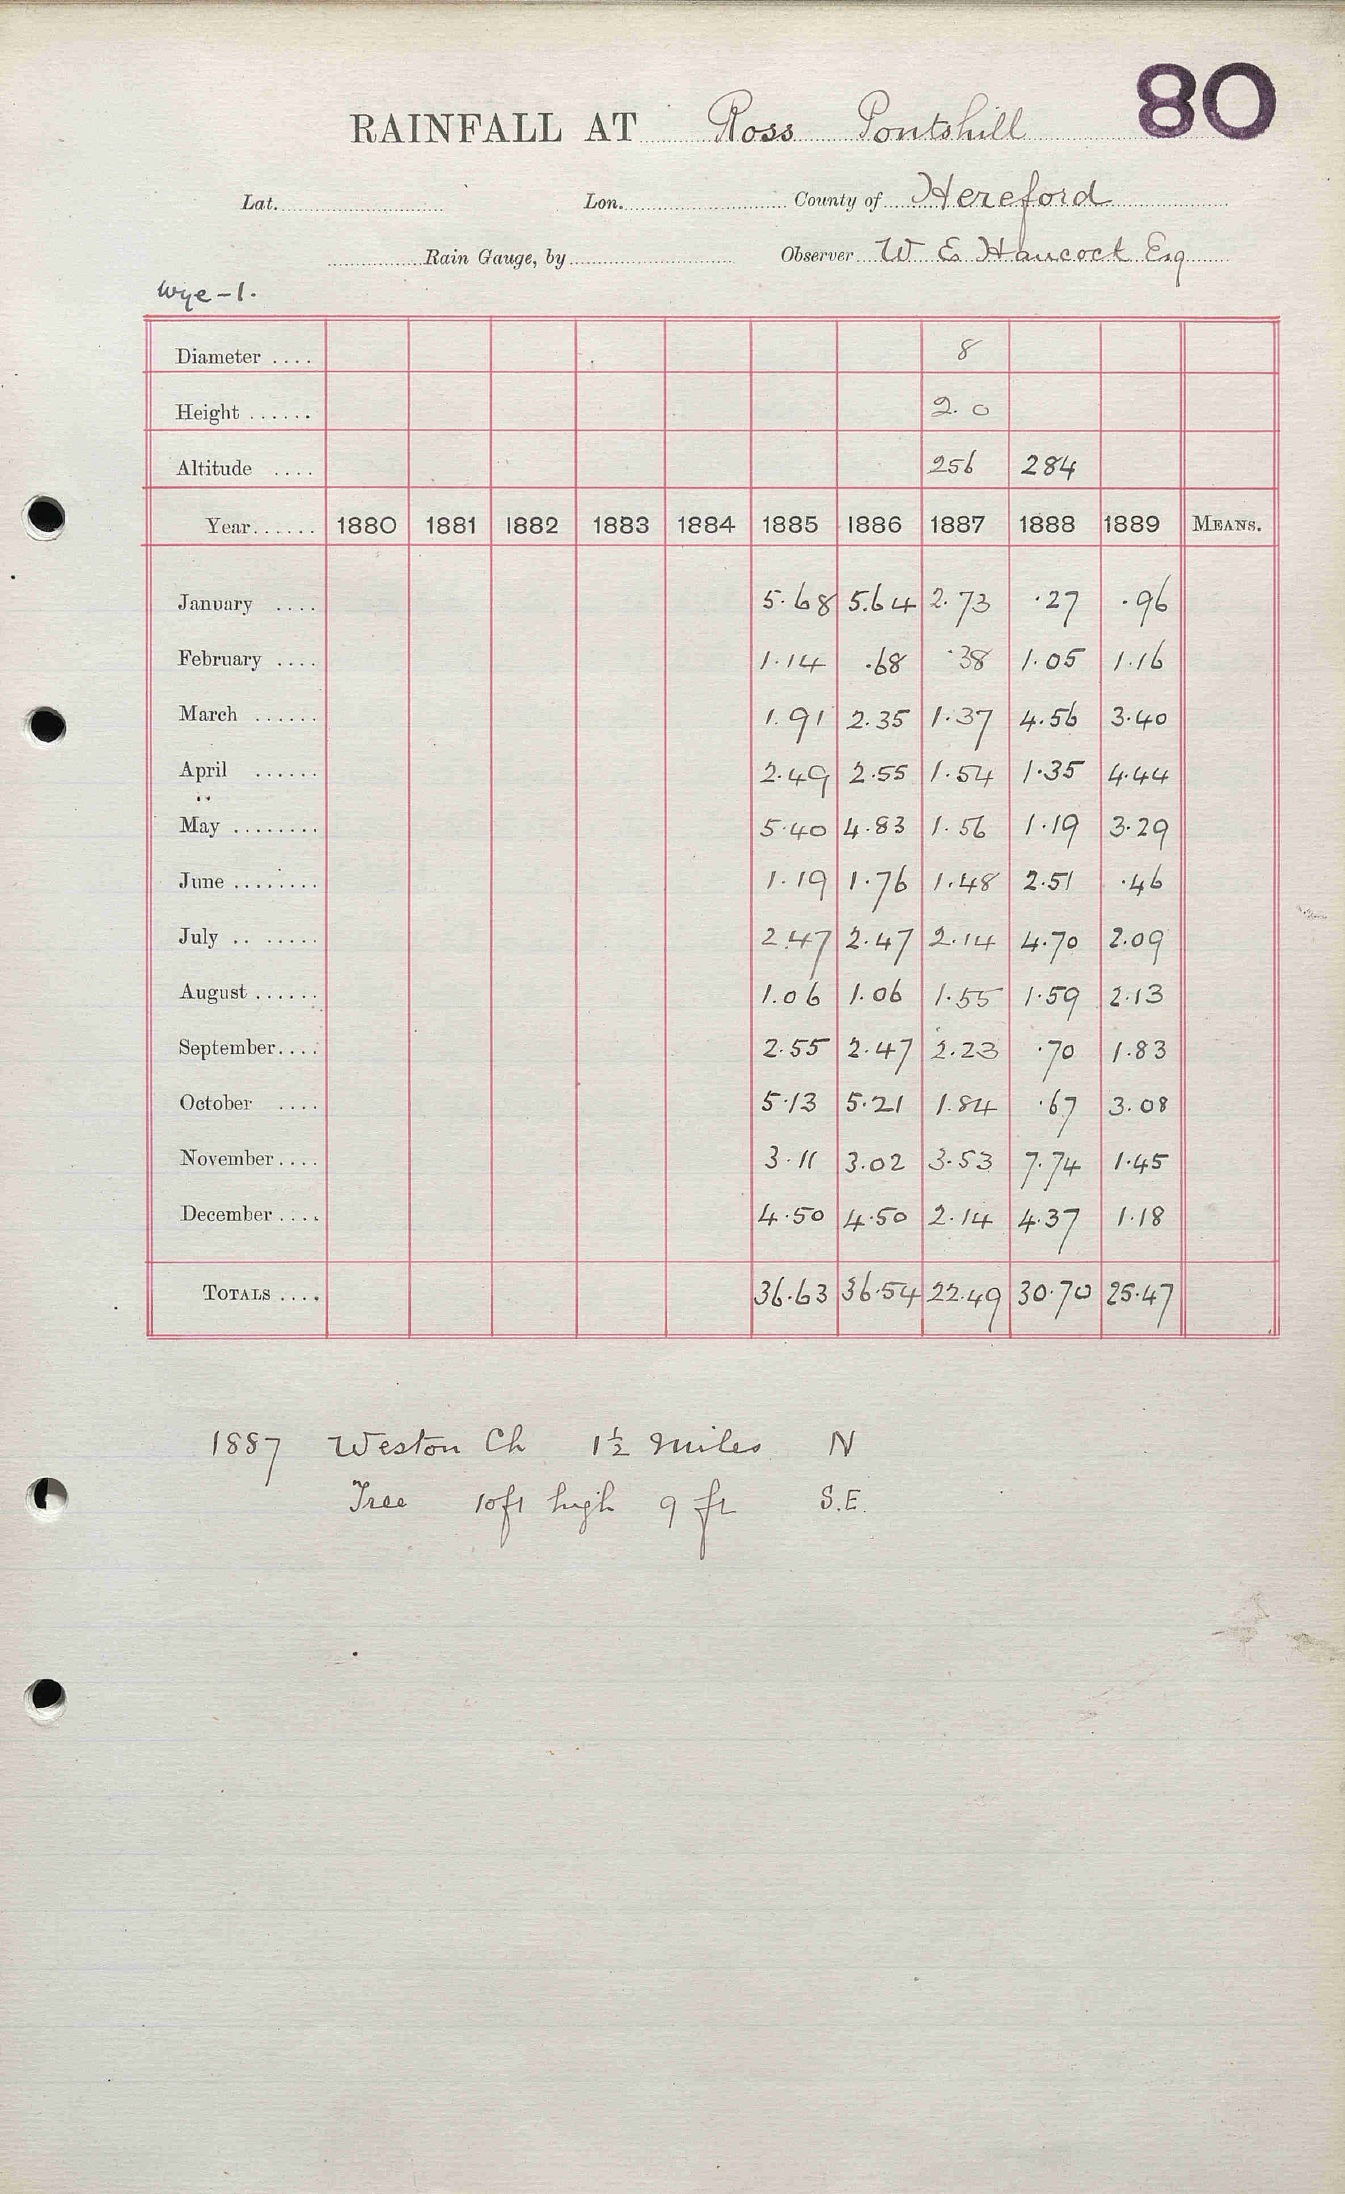 80
RAINFALL AT Ross Pontshill
Lat. Lon. County of Hereford
Rain Gauge, by Observer W E Hancock Esq
Wye-1.
Diameter .... 8
Height ...... 2.0
Altitude .... 256 284
Year...... 1880 1881 1882 1883 1884 1885 1886 1887 1888 1889 MEANS.
January .... 5.68 5.64 2.73 .27 .96
February .... 1.14 .68 .38 1.05 1.16
March ...... 1.91 2.35 1.37 4.56 3.40
April ...... 2.49 2.55 1.54 1.35 4.44
May ........ 5.40 4.83 1.56 1.19 3.29
June ........ 1.19 1.76 1.48 2.51 .46
July .. ..... 2.47 2.47 2.14 4.70 2.09
August ...... 1.06 1.06 1.55 1.59 2.13
September.... 2.55 2.47 2.23 .70 1.83
October .... 5.13 5.21 1.84 .67 3.08
November.... 3.11 3.02 3.53 7.74 1.45
December .... 4.50 4.50 2.14 4.37 1.18
TOTALS .... 36.63 36.54 22.49 30.70 25.47
1887 Weston Ch 1½ Miles N
Tree 10ft high 9 ft S.E.